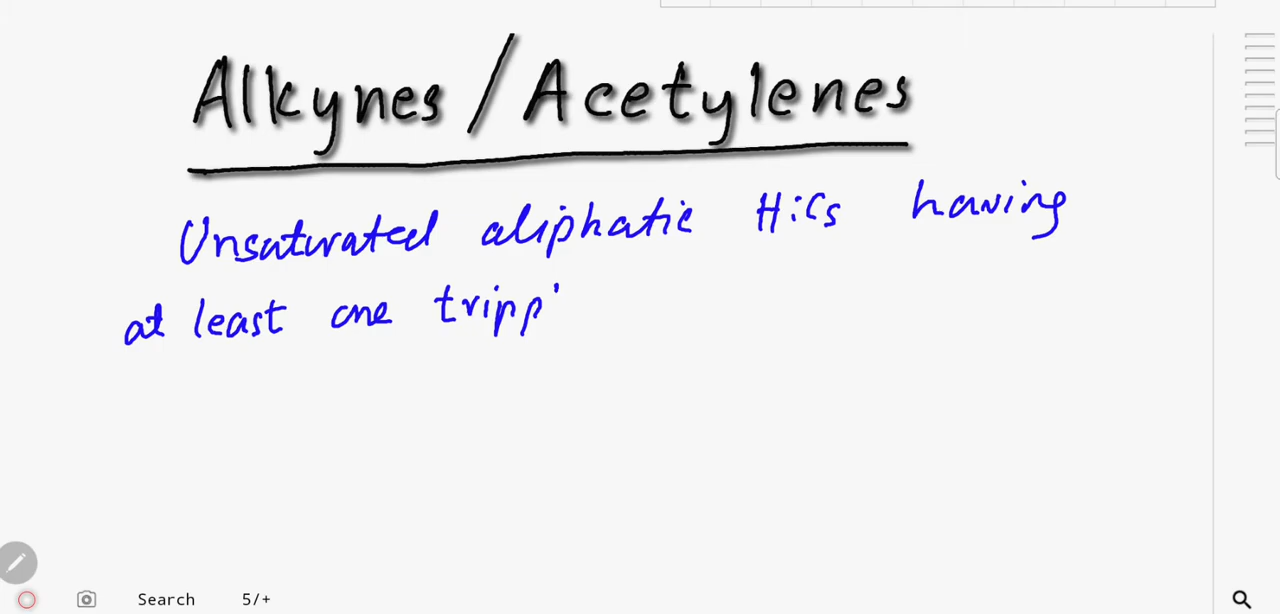 Alkynes / Acetylenes
Unsaturated aliphatic H.Cs having
at least one tripp'
Search 5/+